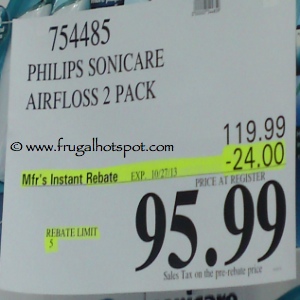 754485
PHILIPS SONICARE
AIRFLOSS 2 PACK
119.99
www.frugalhotspot.com
Mfr's Instant Rebate EXP. 10/27/13 -24.00
PRICE AT REGISTER
95.99
REBATE LIMIT
5
Sales Tax on the pre-rebate price